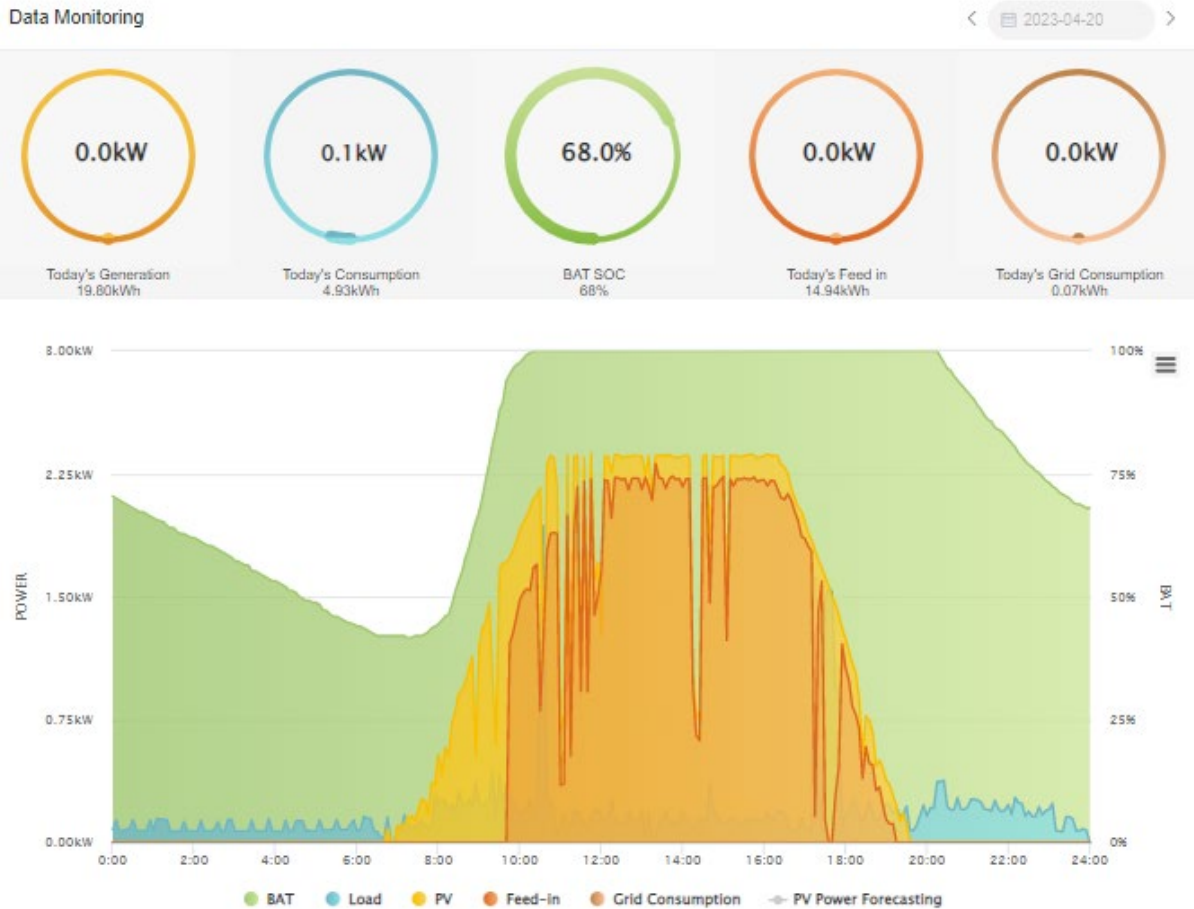 Data Monitoring
2023-04-20
0.0kW
0.1kW
68.0%
0.0kW
0.0kW
Today's Generation
19.80kWh
Today's Consumption
4.93kWh
BAT SOC
68%
Today's Feed in
14.94kWh
Today's Grid Consumption
0.07kWh
3.00kW
2.25kW
1.50kW
0.75kW
0.00kW
POWER
100%
75%
50%
25%
0%
BAT
0:00 2:00 4:00 6:00 8:00 10:00 12:00 14:00 16:00 18:00 20:00 22:00 24:00
BAT Load PV Feed-in Grid Consumption PV Power Forecasting